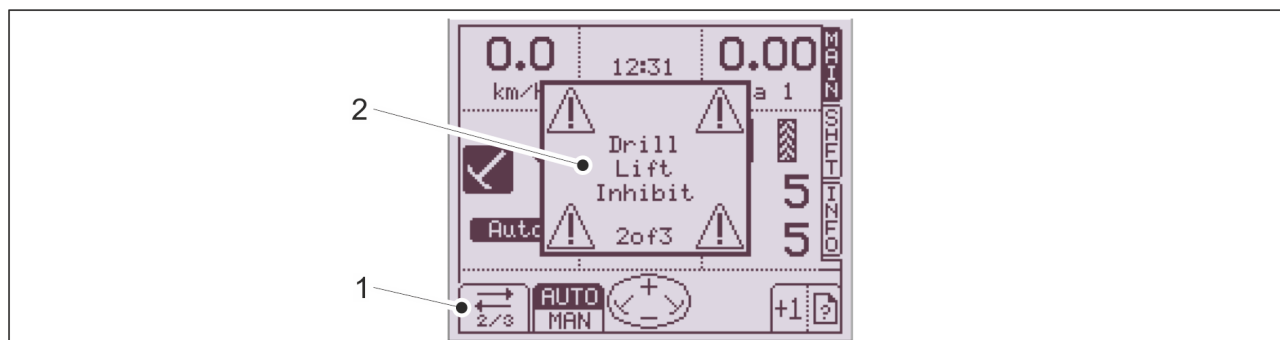 0.0
12:31
0.00
km/h
a 1
MAIN
2
Drill
Lift
Inhibit
SHFT
5
Auto
2of3
5
INFO
1
2/3
AUTO
MAN
+
−
+1
?